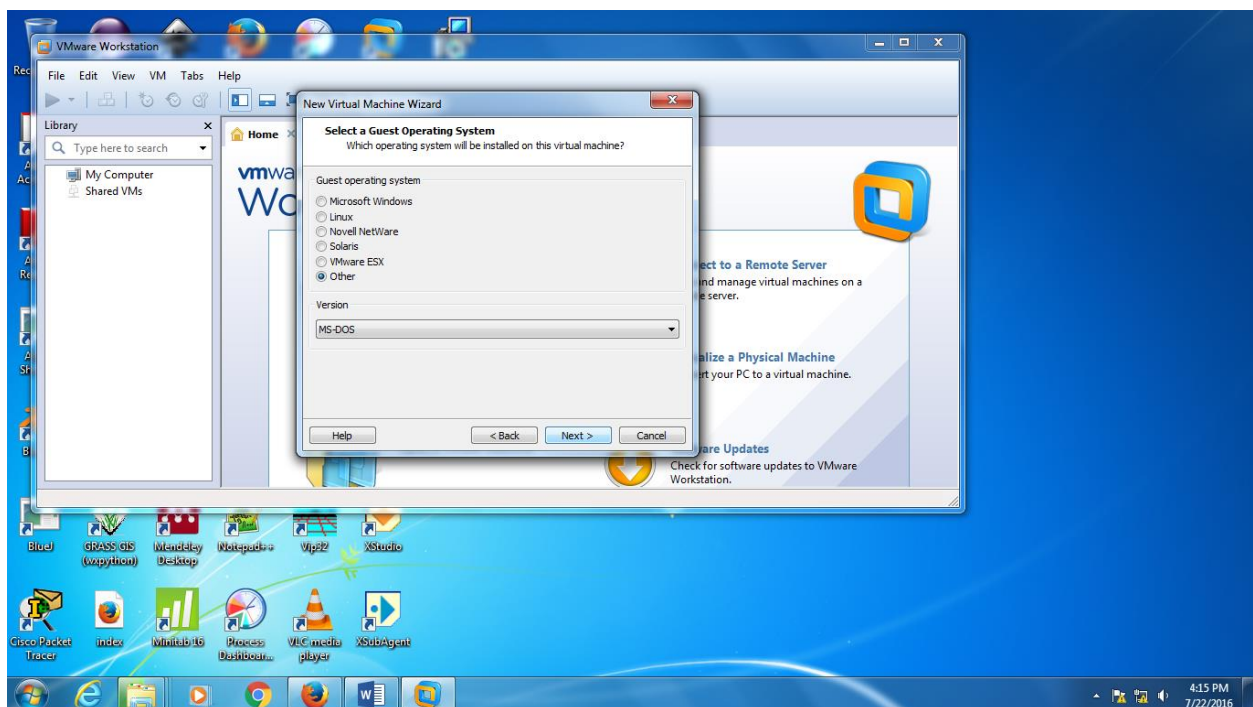 VMware Workstation
File Edit View VM Tabs Help
Library
Type here to search
My Computer
Shared VMs
Home
vmwa
Wo
New Virtual Machine Wizard
Select a Guest Operating System
Which operating system will be installed on this virtual machine?
Guest operating system
Microsoft Windows
Linux
Novell NetWare
Solaris
VMware ESX
Other
Version
MS-DOS
Help
< Back
Next >
Cancel
ect to a Remote Server
nd manage virtual machines on a
e server.
alize a Physical Machine
rt your PC to a virtual machine.
are Updates
Check for software updates to VMware
Workstation.
Rec
BlueJ
GRASS GIS
(wxpython)
Mendeley
Desktop
Notepad++
Vip32
XStudio
Cisco Packet
Tracer
index
Minitab 16
Process
Dashboar...
VLC media
player
XSubAgent
4:15 PM
7/22/2016